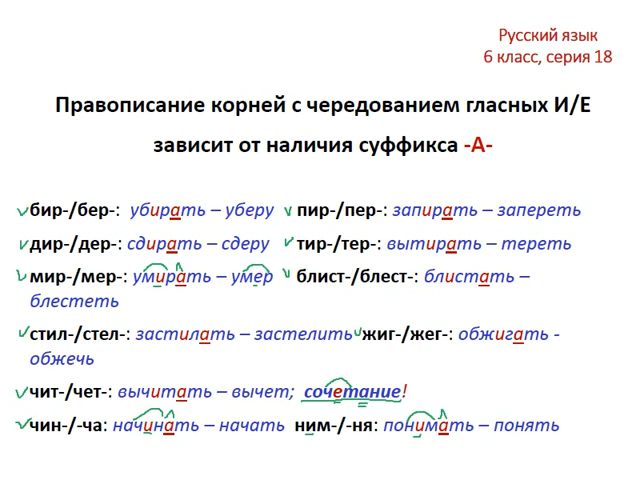 Русский язык
6 класс, серия 18
Правописание корней с чередованием гласных И/Е
зависит от наличия суффикса -А-
бир-/бер-: убирать – уберу пир-/пер-: запирать – запереть
дир-/дер-: сдирать – сдеру тир-/тер-: вытирать – тереть
мир-/мер-: умирать – умер блист-/блест-: блистать –
блестеть
стил-/стел-: застилать – застелить жиг-/жег-: обжигать -
обжечь
чит-/чет-: вычитать – вычет; сочетание!
чин-/-ча: начинать – начать ним-/-ня: понимать – понять